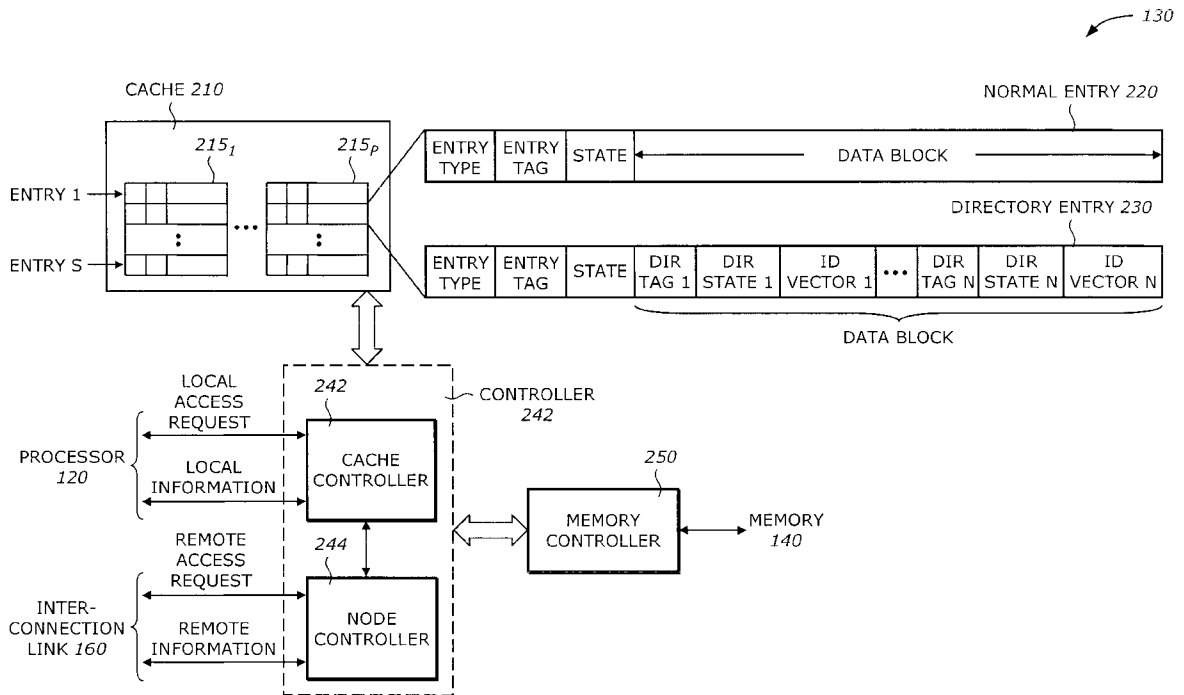 130
CACHE 210
NORMAL ENTRY 220
215₁
215ₚ
ENTRY TYPE
ENTRY TAG
STATE
DATA BLOCK
ENTRY 1
DIRECTORY ENTRY 230
ENTRY S
ENTRY TYPE
ENTRY TAG
STATE
DIR TAG 1
DIR STATE 1
ID VECTOR 1
DIR TAG N
DIR STATE N
ID VECTOR N
DATA BLOCK
LOCAL ACCESS REQUEST
242
CONTROLLER 242
PROCESSOR 120
CACHE CONTROLLER
LOCAL INFORMATION
250
MEMORY CONTROLLER
MEMORY 140
REMOTE ACCESS REQUEST
244
INTER-CONNECTION LINK 160
NODE CONTROLLER
REMOTE INFORMATION